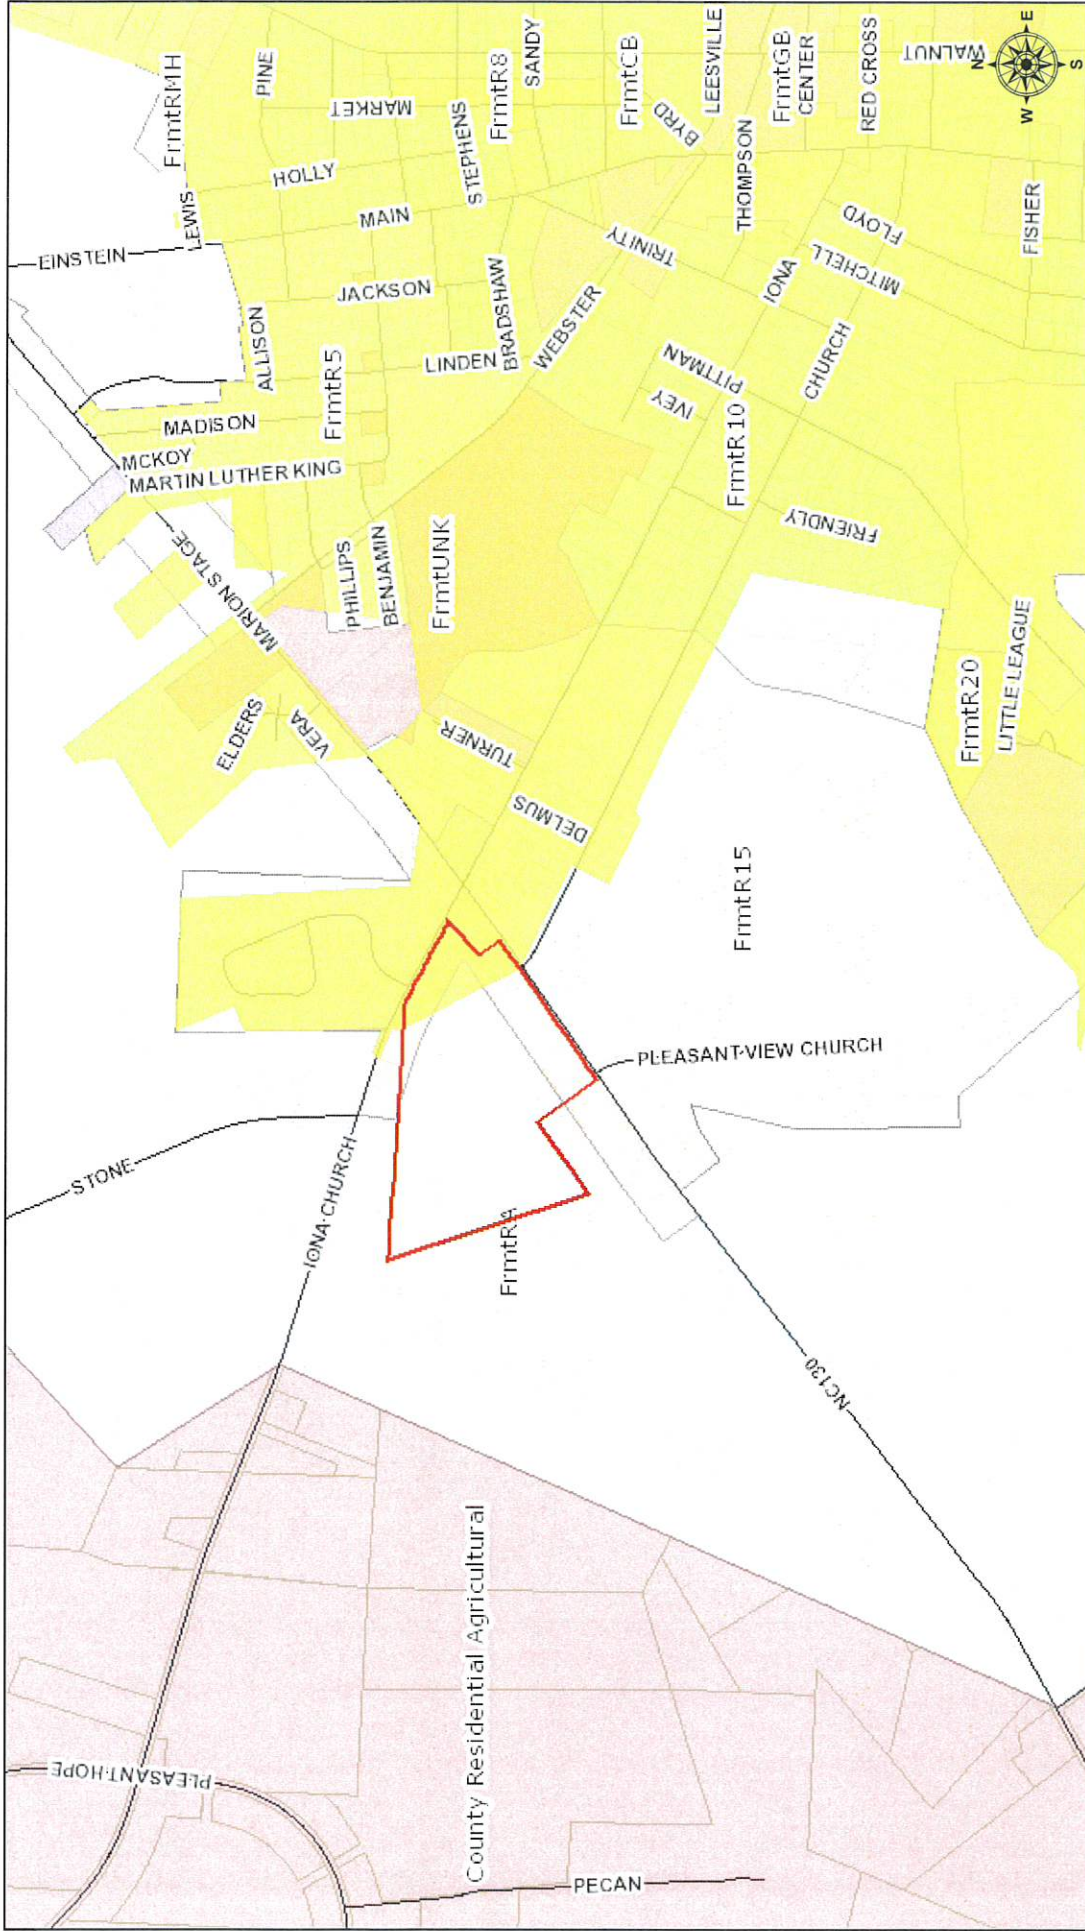 FrmtRMH
PINE
MARKET
HOLLY
STEPHENS
FrmtR8
SANDY
FrmtCB
BYRD
LEESVILLE
FrmtGB
CENTER
RED CROSS
WALNUT
N
E
W
S
LEWIS
EINSTEIN
MAIN
THOMPSON
FISHER
JACKSON
ALLISON
BRADSHAW
TRINITY
IONA
FLOYD
MITCHELL
LINDEN
WEBSTER
FrmtR5
PITTMAN
IVEY
CHURCH
MADISON
MCKOY
MARTIN LUTHER KING
FrmtR10
FRIENDLY
MARION STAGE
PHILLIPS
BENJAMIN
FrmtUNK
ELDERS
VERA
TURNER
DELMUS
FrmtR20
LITTLE LEAGUE
FrmtR15
PLEASANT VIEW CHURCH
STONE
IONA CHURCH
FrmtRA
NC130
County Residential Agricultural
PLEASANT HOPE
PECAN